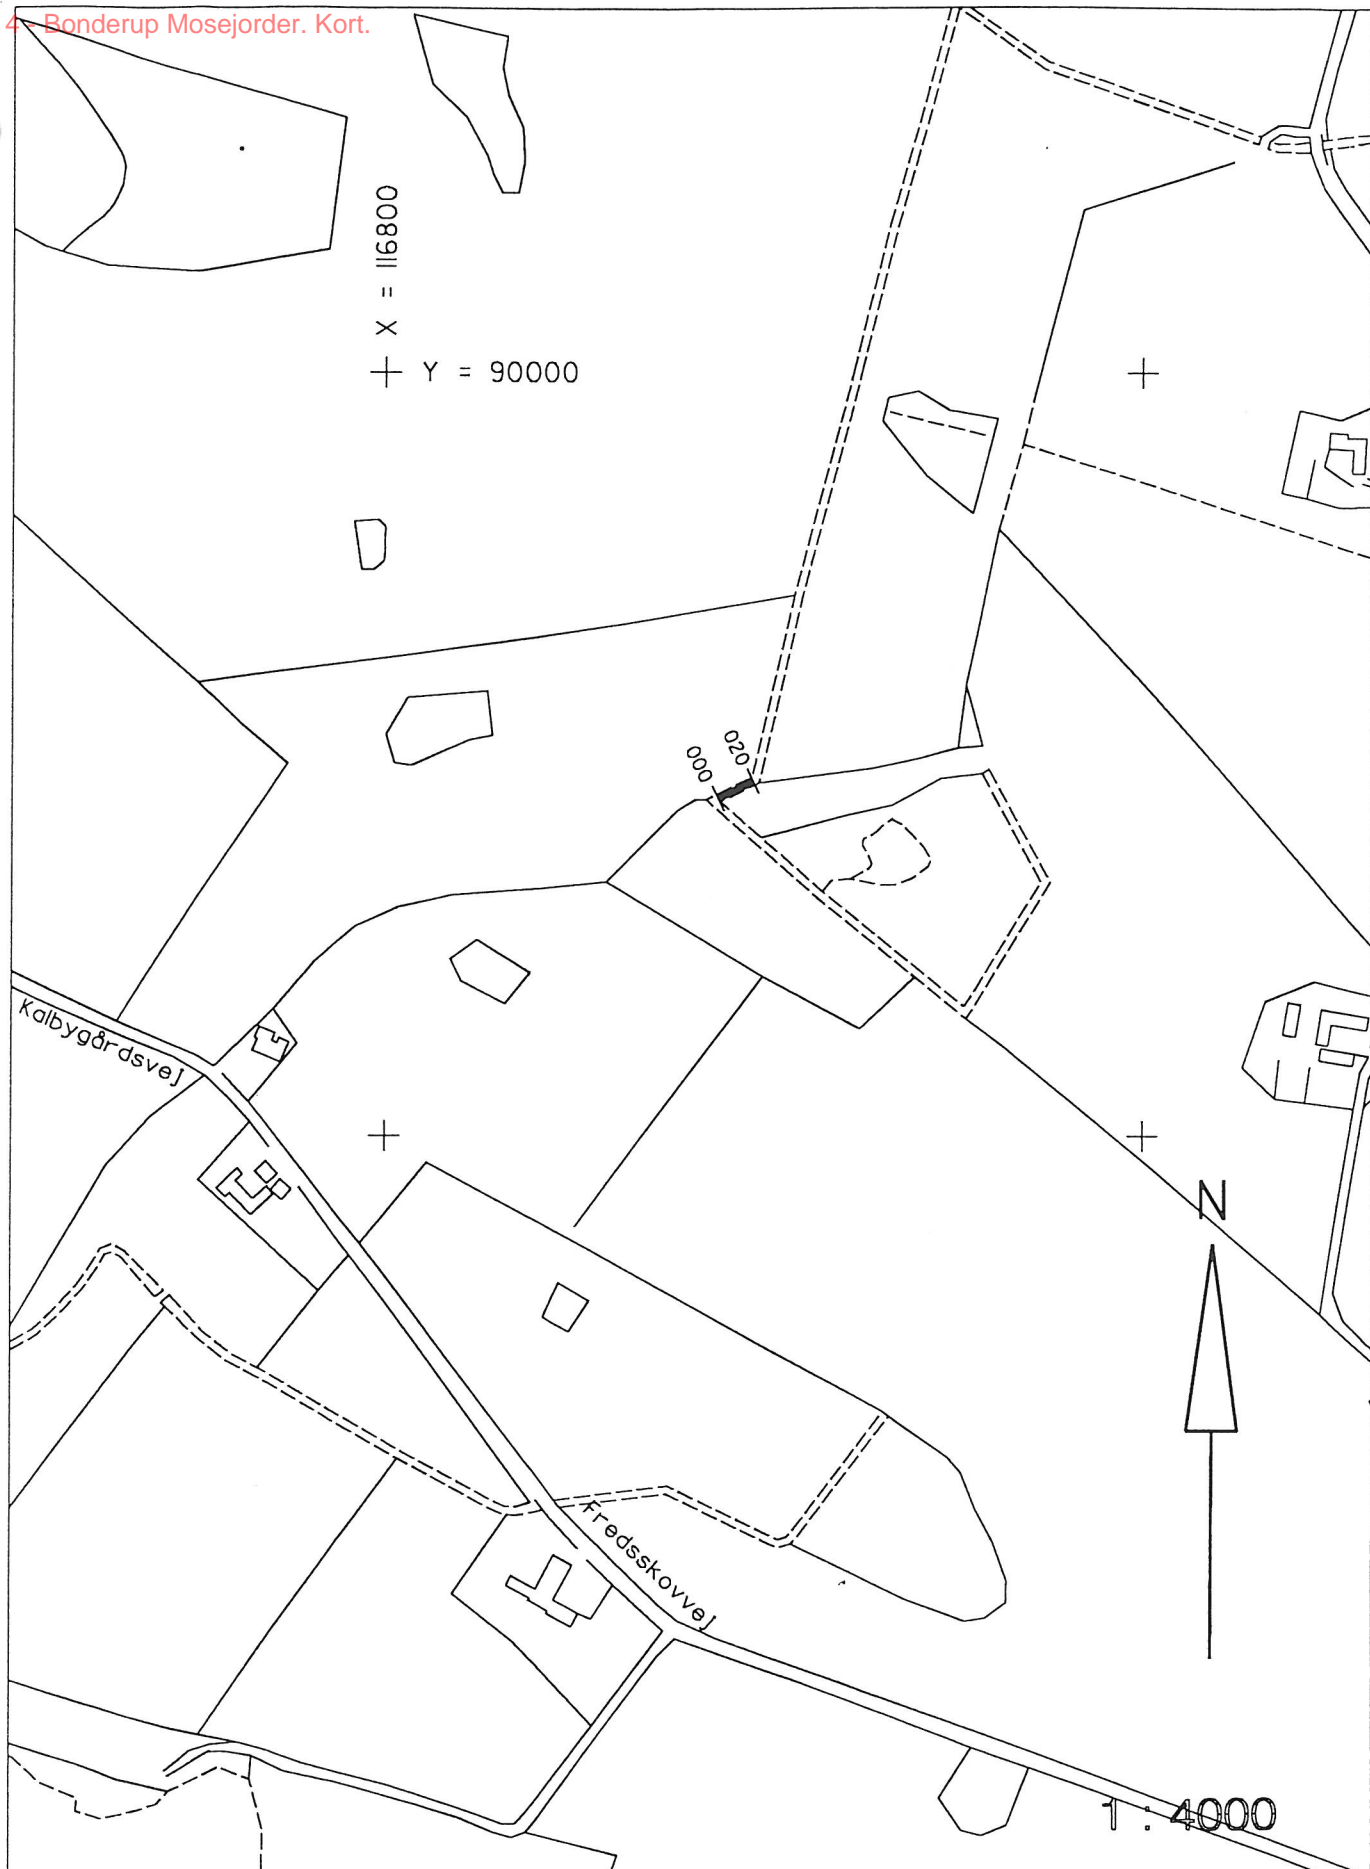 4 - Bonderup Mosejorder. Kort.
X = 116800
Y = 90000
000
020
Kalbygårdsvej
N
Fredsskovvej
1 : 4000